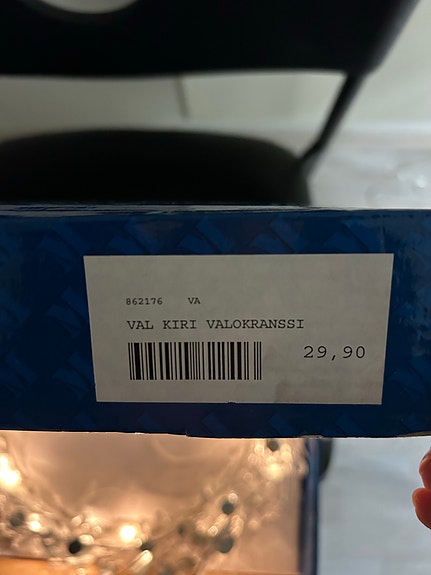 862176 VA
VAL KIRI VALOKRANSSI
29,90